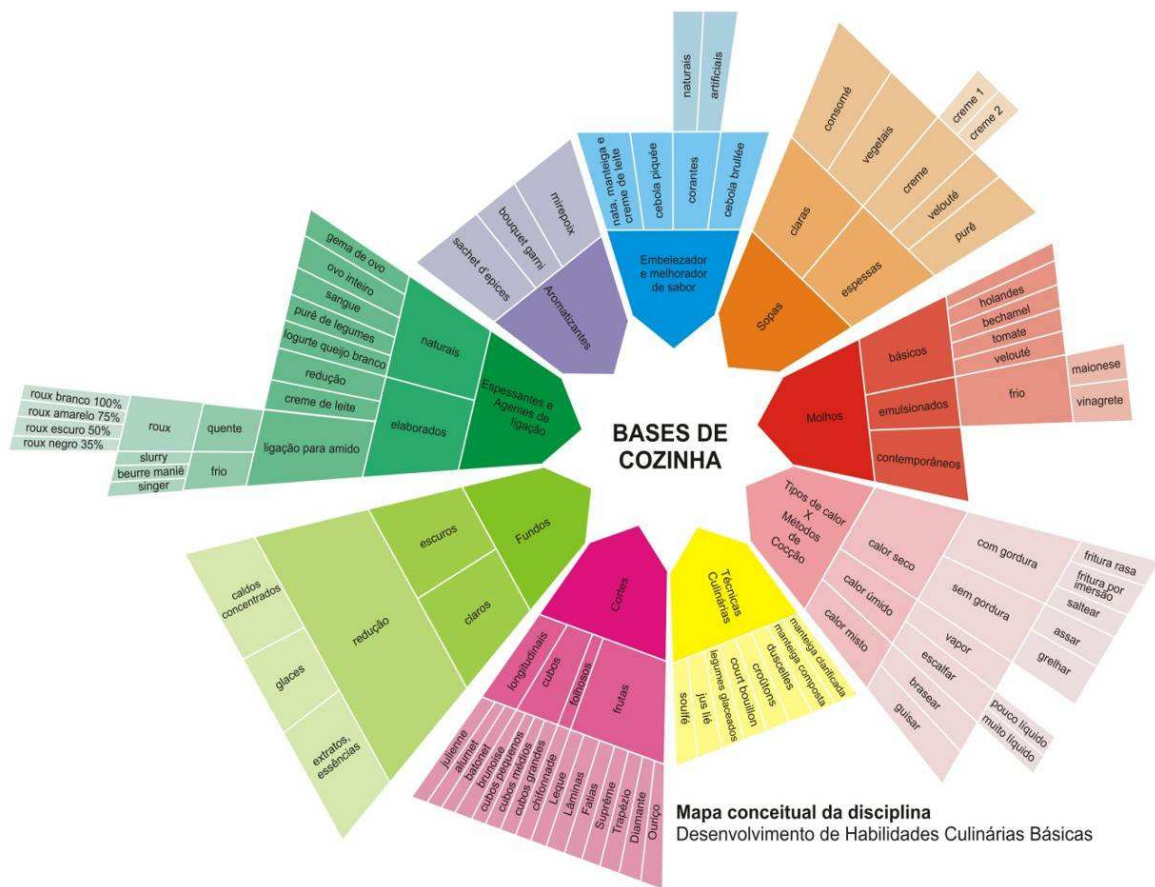 BASES DE
COZINHA
Embelezador
e melhorador
de sabor
nata, manteiga e
creme de leite
cebola piquée
corantes
cebola brullée
naturais
artificiais
Sopas
claras
espessas
consomé
vegetais
creme
velouté
purê
creme 1
creme 2
Molhos
básicos
emulsionados
contemporâneos
holandes
bechamel
tomate
velouté
frio
maionese
vinagrete
Tipos de calor
X
Métodos
de
Cocção
calor seco
calor úmido
calor misto
com gordura
sem gordura
vapor
escalfar
brasear
guisar
fritura rasa
fritura por
imersão
saltear
assar
grelhar
pouco líquido
muito líquido
Técnicas
Culinárias
manteiga clarificada
manteiga composta
duscelles
croûtons
court bouillon
legumes glaceados
jus lié
soulfé
Cortes
longitudinais
cubos
folhosos
frutas
julienne
alumet
batonet
brunoise
cubos pequenos
cubos médios
cubos grandes
chifonnade
Leque
Lâminas
Fatias
Suprême
Trapézio
Diamante
Ouriço
Fundos
escuros
claros
redução
caldos
concentrados
glaces
extratos,
essências
Espessantes e
Agentes de
ligação
naturais
elaborados
gema de ovo
ovo inteiro
sangue
purê de legumes
Iogurte queijo branco
redução
creme de leite
ligação para amido
quente
frio
roux
roux branco 100%
roux amarelo 75%
roux escuro 50%
roux negro 35%
slurry
beurre maniê
singer
Aromatizantes
sachet d'epices
bouquet garni
mirepoix
Mapa conceitual da disciplina
Desenvolvimento de Habilidades Culinárias Básicas